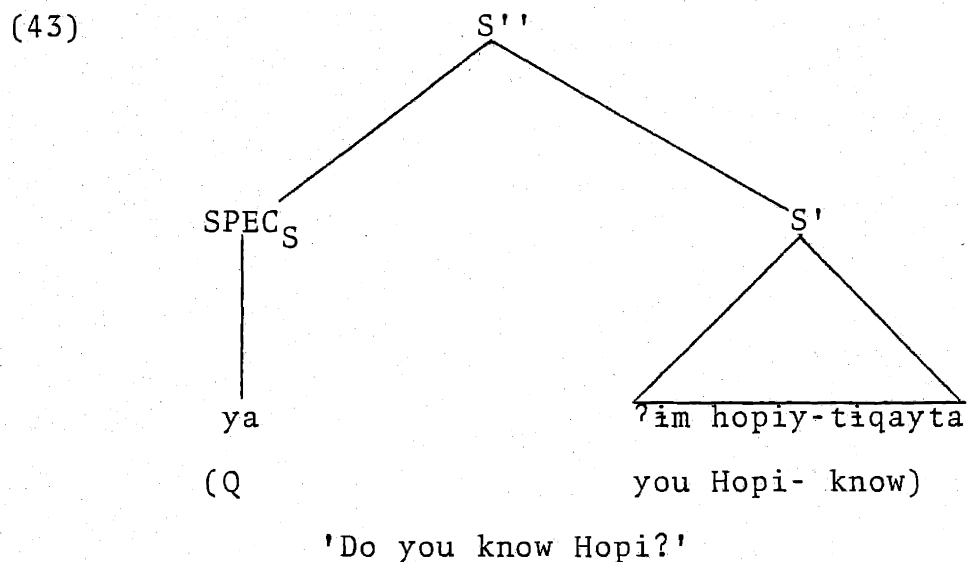 (43) S''
SPEC_S S'
ya ʔɨm hopiy-tɨqayta
(Q you Hopi- know)
'Do you know Hopi?'